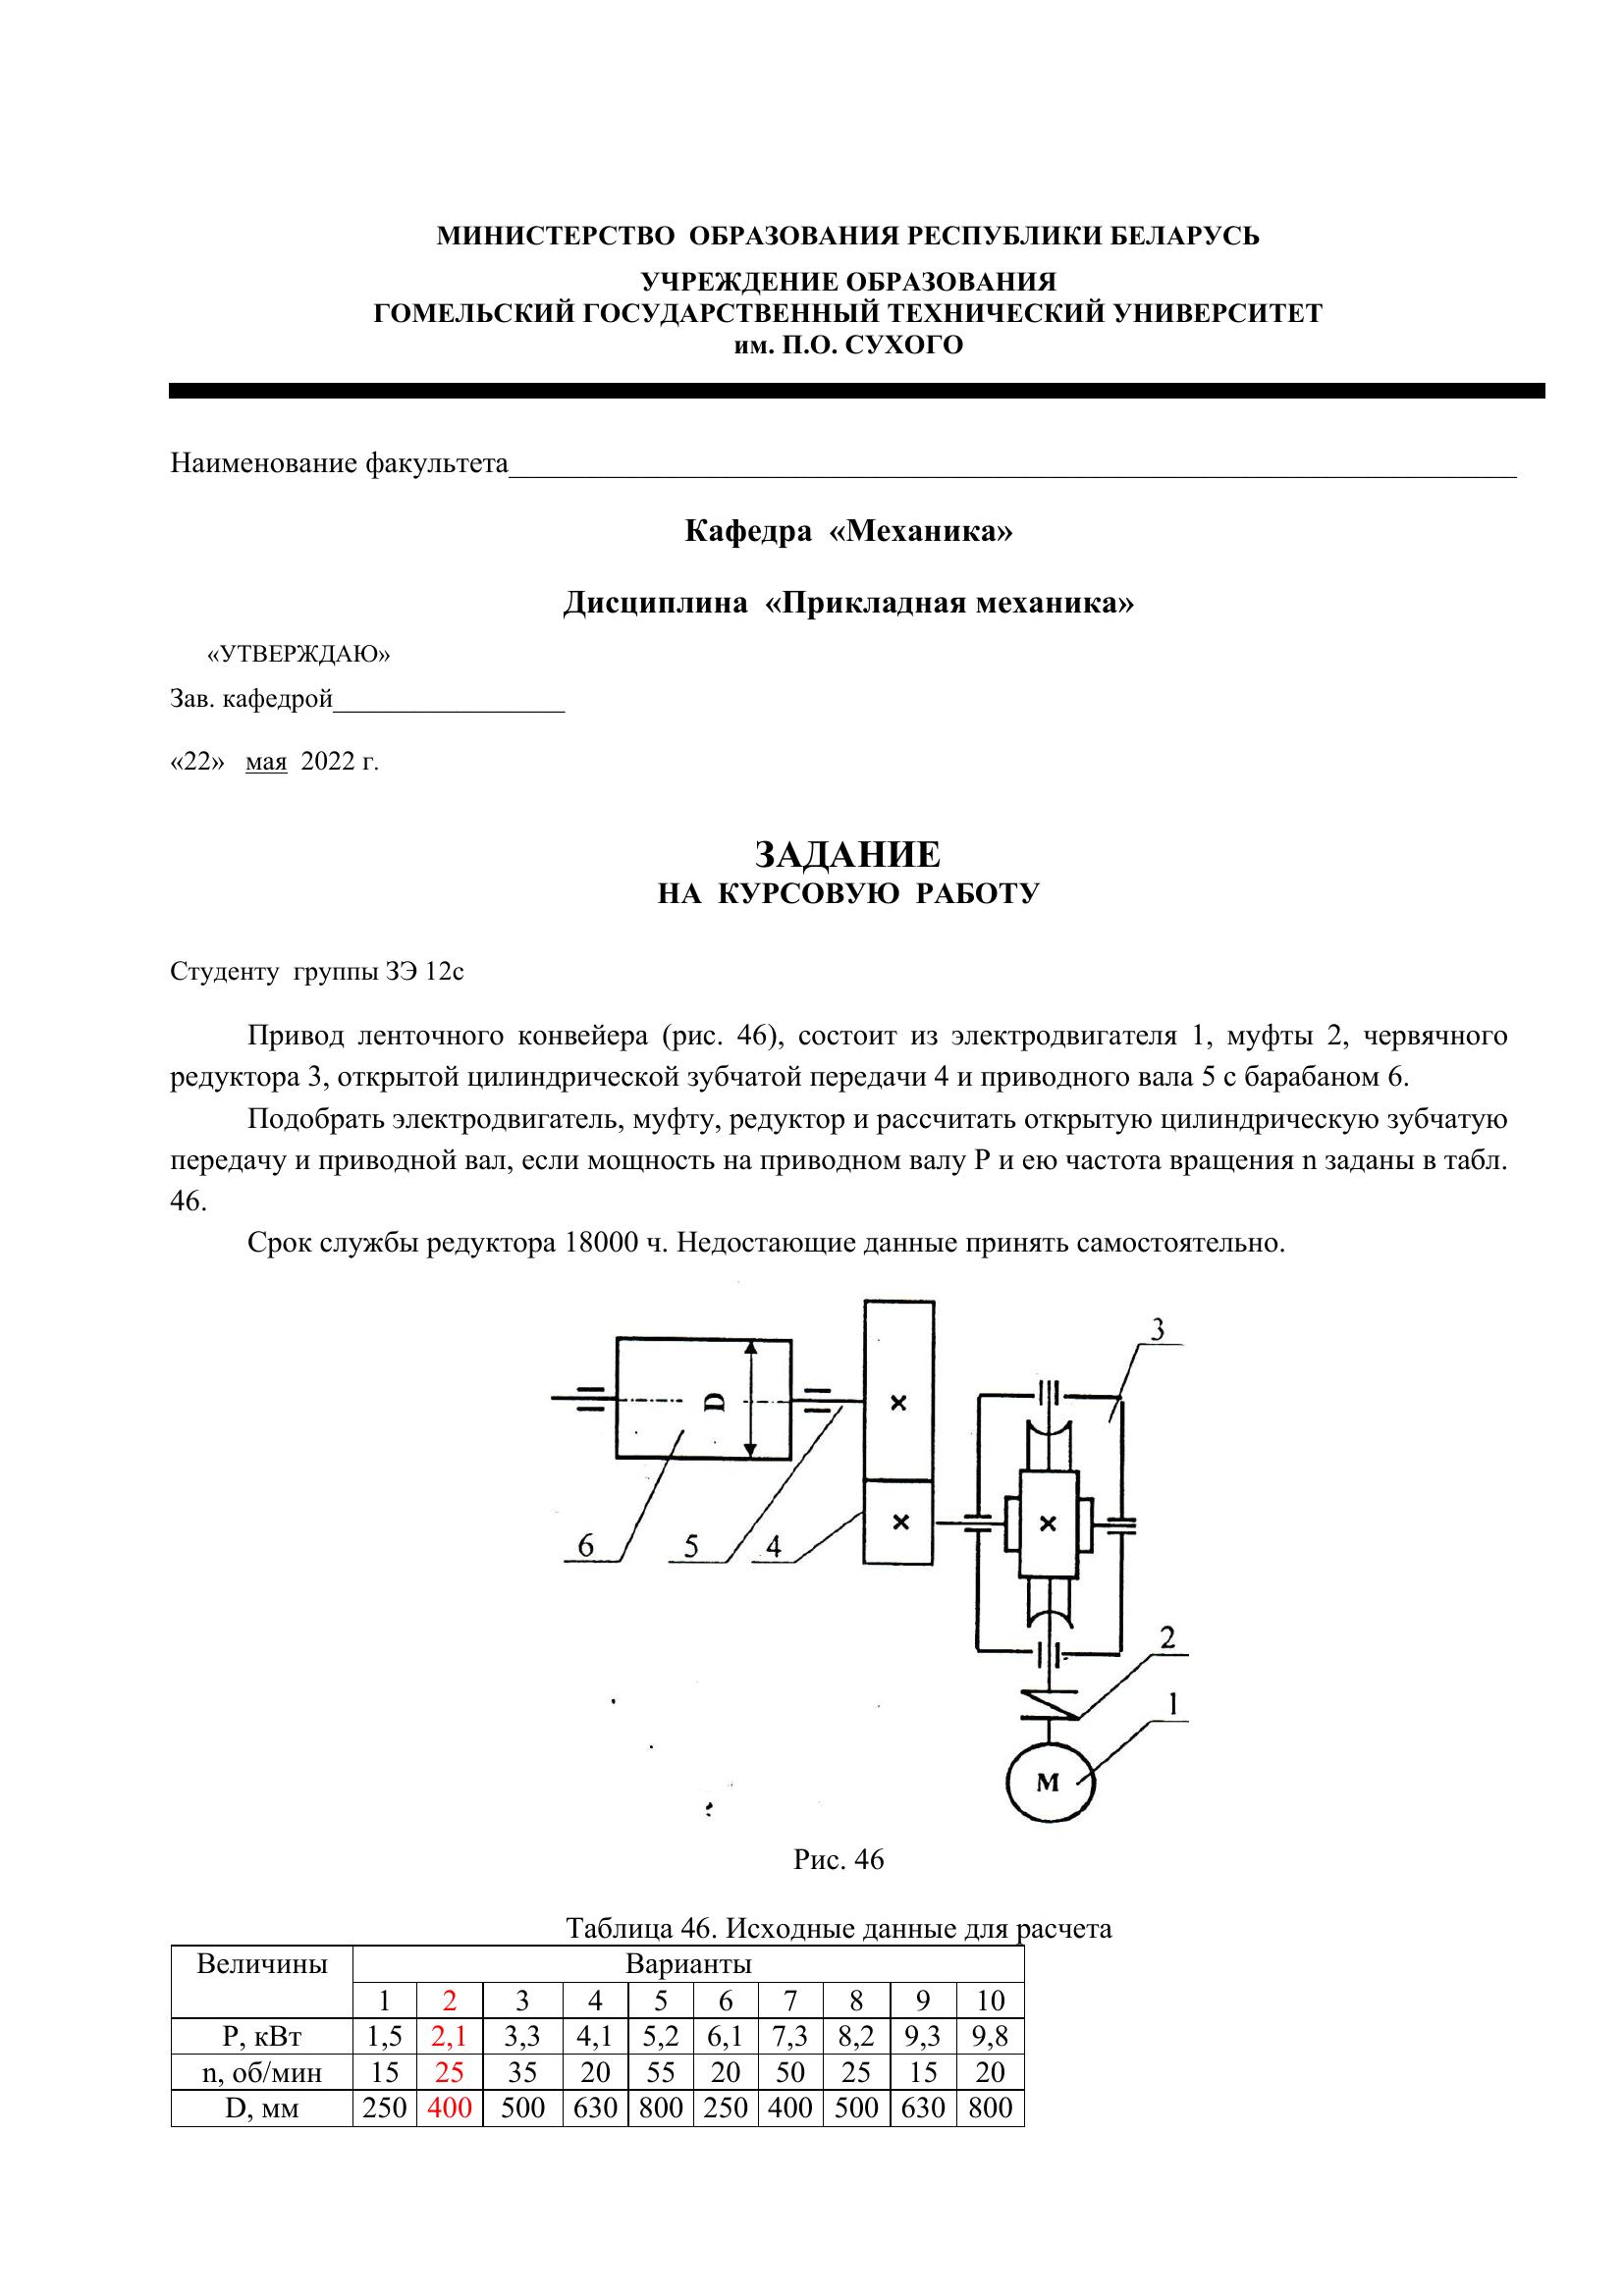 МИНИСТЕРСТВО ОБРАЗОВАНИЯ РЕСПУБЛИКИ БЕЛАРУСЬ
УЧРЕЖДЕНИЕ ОБРАЗОВАНИЯ
ГОМЕЛЬСКИЙ ГОСУДАРСТВЕННЫЙ ТЕХНИЧЕСКИЙ УНИВЕРСИТЕТ
им. П.О. СУХОГО
Наименование факультета
Кафедра «Механика»
Дисциплина «Прикладная механика»
«УТВЕРЖДАЮ»
Зав. кафедрой
«22» мая 2022 г.
ЗАДАНИЕ
НА КУРСОВУЮ РАБОТУ
Студенту группы ЗЭ 12с
Привод ленточного конвейера (рис. 46), состоит из электродвигателя 1, муфты 2, червячного
редуктора 3, открытой цилиндрической зубчатой передачи 4 и приводного вала 5 с барабаном 6.
Подобрать электродвигатель, муфту, редуктор и рассчитать открытую цилиндрическую зубчатую
передачу и приводной вал, если мощность на приводном валу Р и ею частота вращения n заданы в табл.
46.
Срок службы редуктора 18000 ч. Недостающие данные принять самостоятельно.
3
D
6
5
4
2
1
М
Рис. 46
Таблица 46. Исходные данные для расчета
Величины Варианты
1 2 3 4 5 6 7 8 9 10
Р, кВт 1,5 2,1 3,3 4,1 5,2 6,1 7,3 8,2 9,3 9,8
n, об/мин 15 25 35 20 55 20 50 25 15 20
D, мм 250 400 500 630 800 250 400 500 630 800